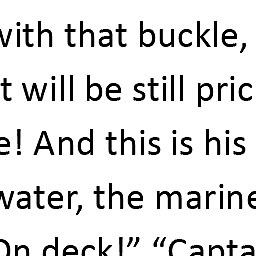 with that buckle,
t will be still pric
e! And this is his
water, the marine
On deck!” “Capta